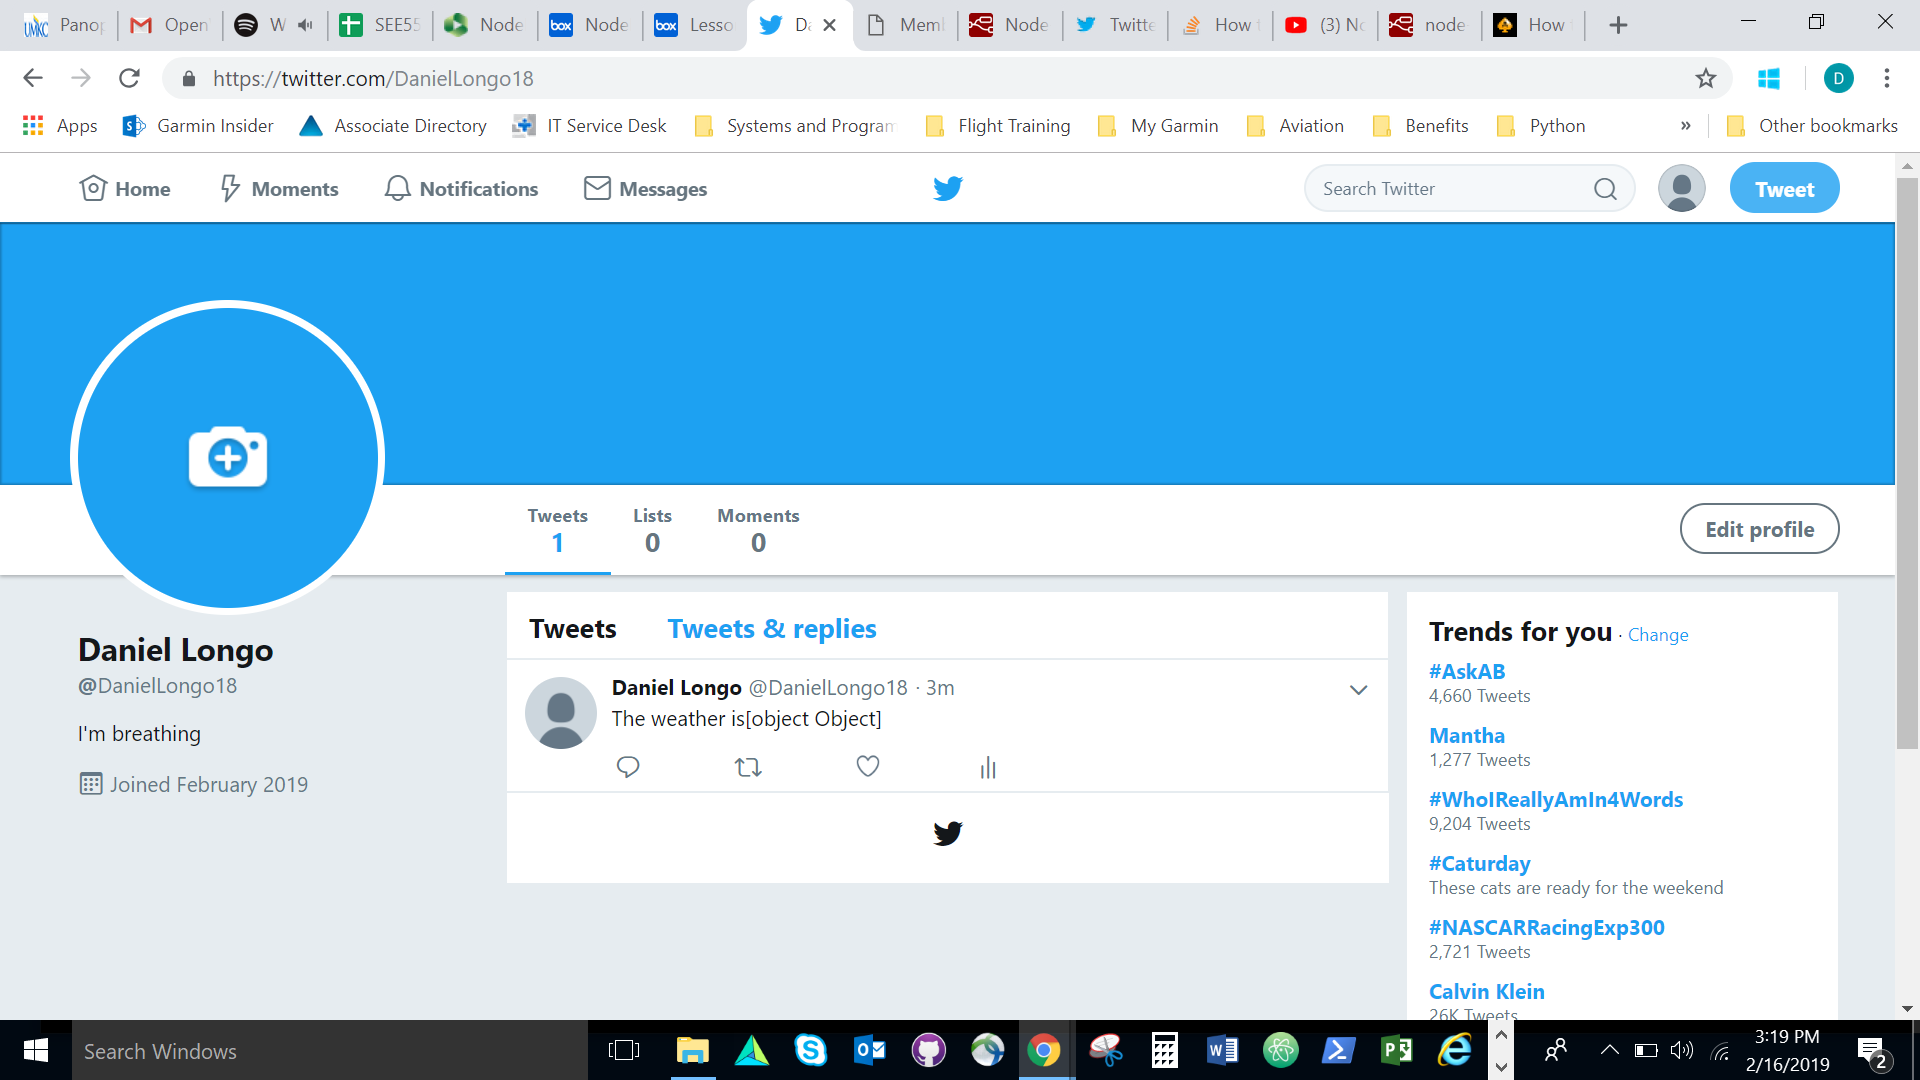 Panop Open W SEE55 Node Node Lesso Da Memb Node Twitte How t (3) No node How
https://twitter.com/DanielLongo18 D
Apps Garmin Insider Associate Directory IT Service Desk Systems and Program Flight Training My Garmin Aviation Benefits Python » Other bookmarks
Home Moments Notifications Messages Search Twitter Tweet
Tweets Lists Moments
1 0 0
Edit profile
Daniel Longo
@DanielLongo18
I'm breathing
Joined February 2019
Tweets Tweets & replies
Daniel Longo @DanielLongo18 · 3m
The weather is[object Object]
Trends for you · Change
#AskAB
4,660 Tweets
Mantha
1,277 Tweets
#WhoIReallyAmIn4Words
9,204 Tweets
#Caturday
These cats are ready for the weekend
#NASCARRacingExp300
2,721 Tweets
Calvin Klein
26K Tweets
Search Windows
3:19 PM
2/16/2019
2